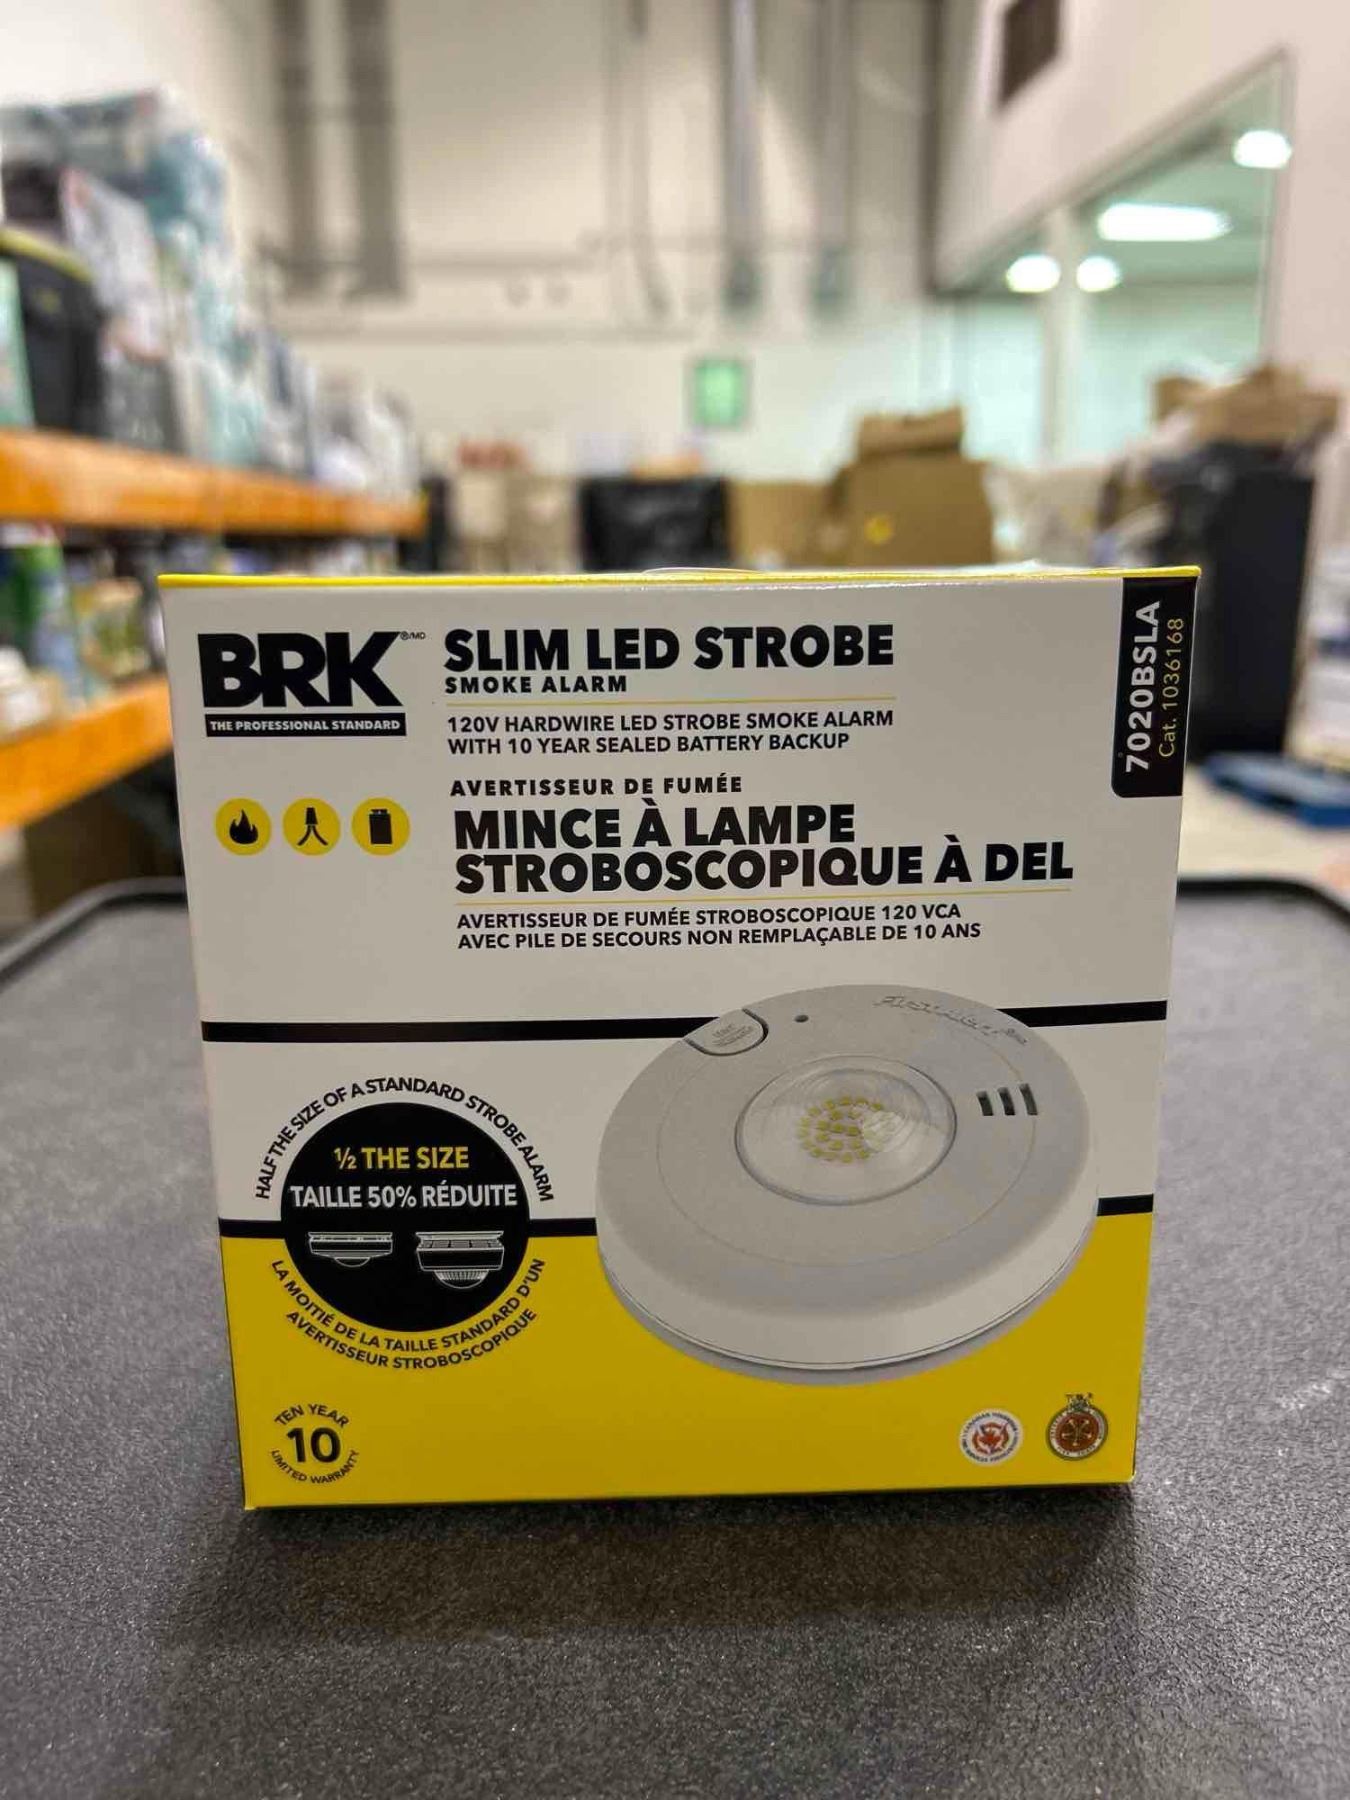 BRK®/MD
THE PROFESSIONAL STANDARD
SLIM LED STROBE
SMOKE ALARM
120V HARDWIRE LED STROBE SMOKE ALARM
WITH 10 YEAR SEALED BATTERY BACKUP
AVERTISSEUR DE FUMÉE
MINCE À LAMPE
STROBOSCOPIQUE À DEL
AVERTISSEUR DE FUMÉE STROBOSCOPIQUE 120 VCA
AVEC PILE DE SECOURS NON REMPLAÇABLE DE 10 ANS
7020BSLA
Cat. 1036168
HALF THE SIZE OF A STANDARD STROBE ALARM
½ THE SIZE
TAILLE 50% RÉDUITE
LA MOITIÉ DE LA TAILLE STANDARD D'UN
AVERTISSEUR STROBOSCOPIQUE
TEN YEAR
10
LIMITED WARRANTY